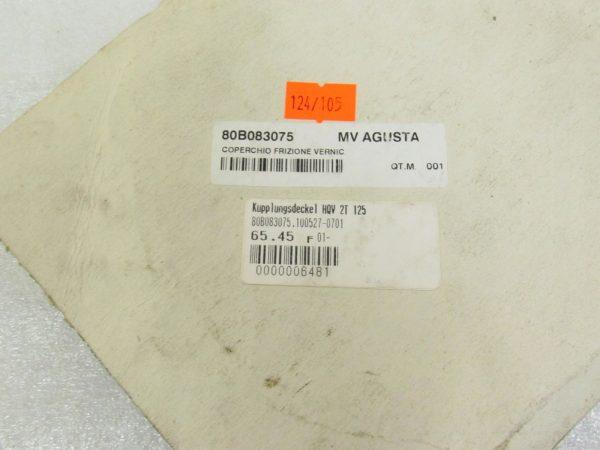 124/105
80B083075 MV AGUSTA
COPERCHIO FRIZIONE VERNIC
QT.M. 001
Kupplungsdeckel HQV 2T 125
80B083075.100527-0701
65.45 F 01-
0000006481